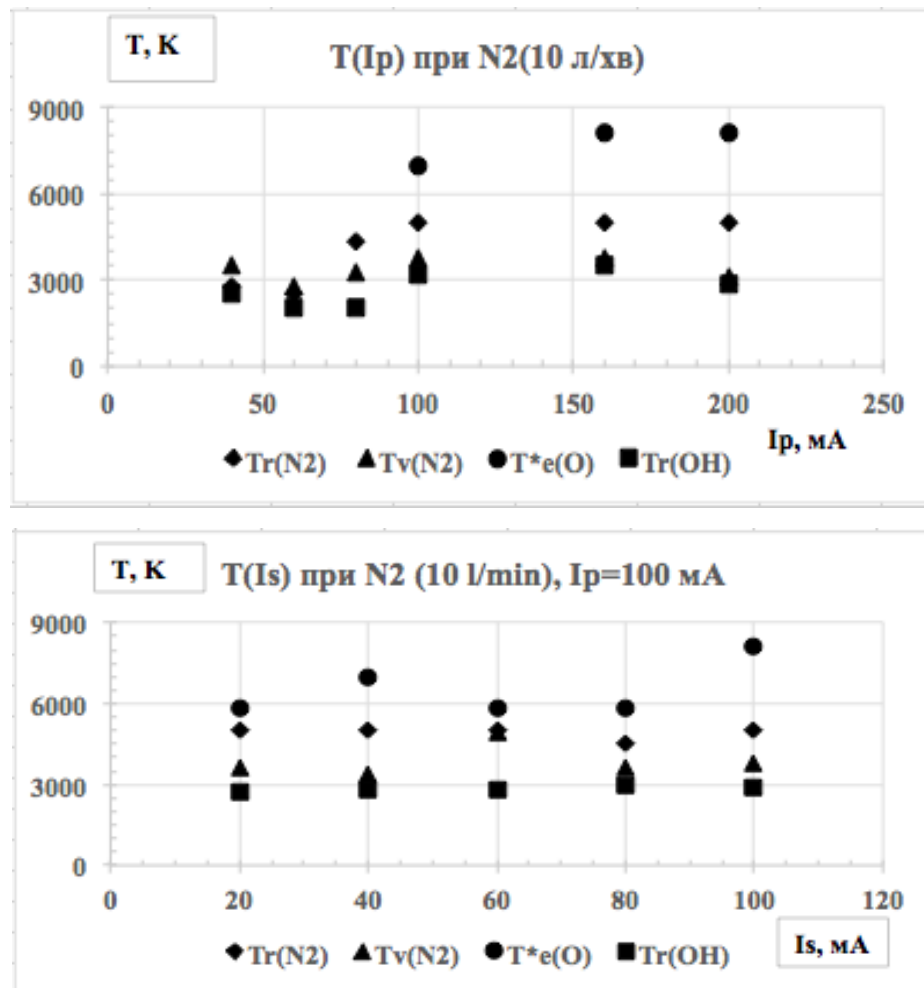 T, K
T(Ip) при N2(10 л/хв)
9000
6000
3000
0
0 50 100 150 200 250
Ip, мА
Tr(N2) Tv(N2) T*e(O) Tr(OH)
T, K
T(Is) при N2 (10 l/min), Ip=100 мА
9000
6000
3000
0
0 20 40 60 80 100 120
Tr(N2) Tv(N2) T*e(O) Tr(OH)
Is, мА